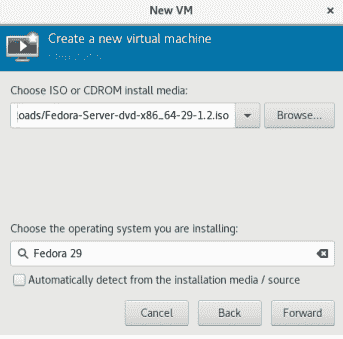 New VM
Create a new virtual machine
Choose ISO or CDROM install media:
oads/Fedora-Server-dvd-x86_64-29-1.2.iso
Browse...
Choose the operating system you are installing:
Fedora 29
Automatically detect from the installation media / source
Cancel
Back
Forward